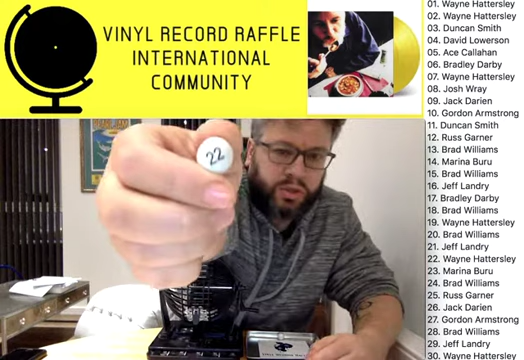 VINYL RECORD RAFFLE
INTERNATIONAL
COMMUNITY
22
01. Wayne Hattersley
02. Wayne Hattersley
03. Duncan Smith
04. David Lowerson
05. Ace Callahan
06. Bradley Darby
07. Wayne Hattersley
08. Josh Wray
09. Jack Darien
10. Gordon Armstrong
11. Duncan Smith
12. Russ Garner
13. Brad Williams
14. Marina Buru
15. Brad Williams
16. Jeff Landry
17. Bradley Darby
18. Brad Williams
19. Wayne Hattersley
20. Brad Williams
21. Jeff Landry
22. Wayne Hattersley
23. Marina Buru
24. Brad Williams
25. Russ Garner
26. Jack Darien
27. Gordon Armstrong
28. Brad Williams
29. Jeff Landry
30. Wayne Hattersley